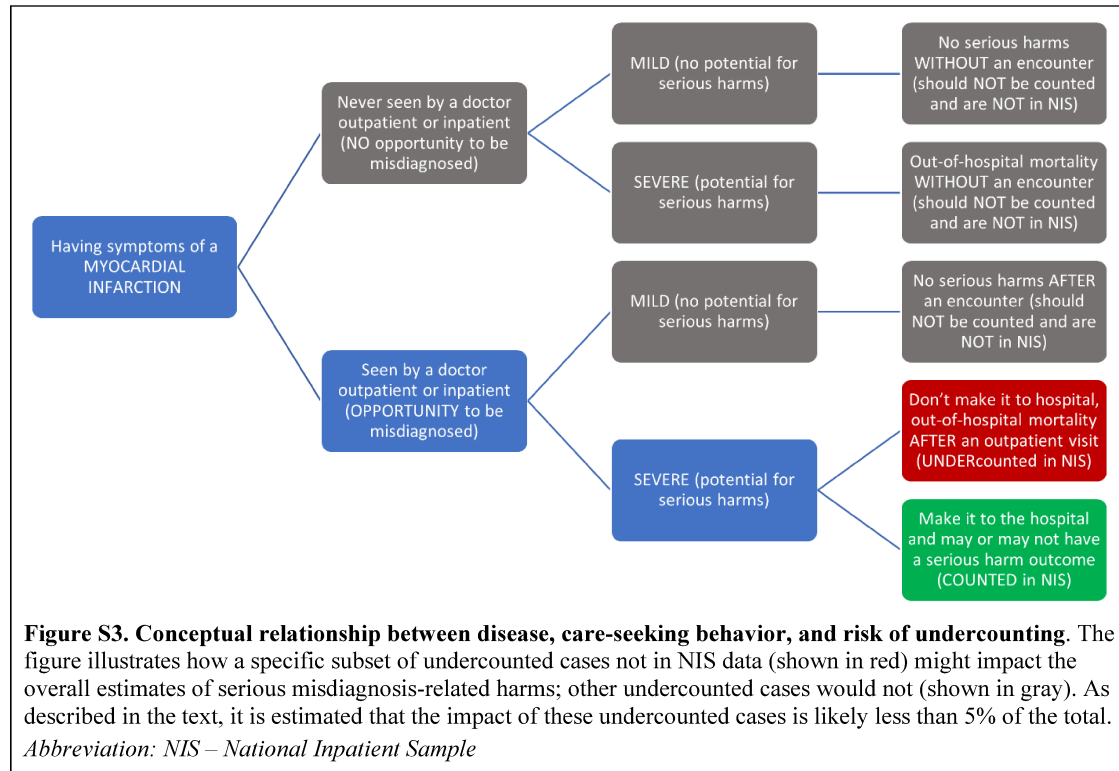 MILD (no potential for
serious harms)
No serious harms
WITHOUT an encounter
(should NOT be counted
and are NOT in NIS)
Never seen by a doctor
outpatient or inpatient
(NO opportunity to be
misdiagnosed)
SEVERE (potential for
serious harms)
Out-of-hospital mortality
WITHOUT an encounter
(should NOT be counted
and are NOT in NIS)
Having symptoms of a
MYOCARDIAL
INFARCTION
MILD (no potential for
serious harms)
No serious harms AFTER
an encounter (should
NOT be counted and are
NOT in NIS)
Seen by a doctor
outpatient or inpatient
(OPPORTUNITY to be
misdiagnosed)
Don’t make it to hospital,
out-of-hospital mortality
AFTER an outpatient visit
(UNDERcounted in NIS)
SEVERE (potential for
serious harms)
Make it to the hospital
and may or may not have
a serious harm outcome
(COUNTED in NIS)
Figure S3. Conceptual relationship between disease, care-seeking behavior, and risk of undercounting. The
figure illustrates how a specific subset of undercounted cases not in NIS data (shown in red) might impact the
overall estimates of serious misdiagnosis-related harms; other undercounted cases would not (shown in gray). As
described in the text, it is estimated that the impact of these undercounted cases is likely less than 5% of the total.
Abbreviation: NIS – National Inpatient Sample